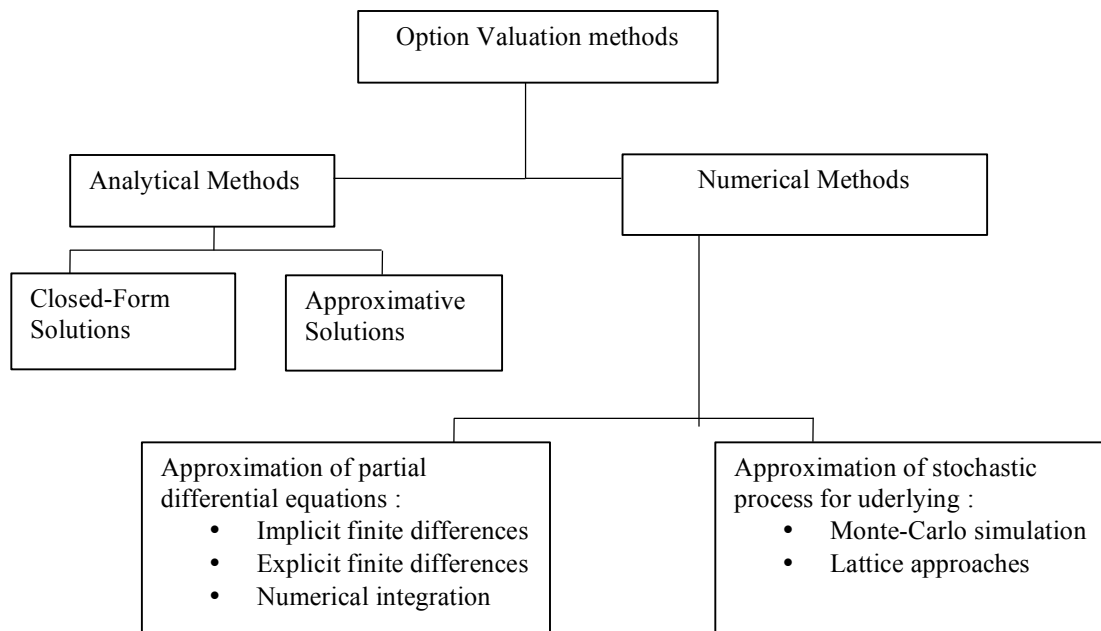 Option Valuation methods
Analytical Methods
Numerical Methods
Closed-Form
Solutions
Approximative
Solutions
Approximation of partial
differential equations :
• Implicit finite differences
• Explicit finite differences
• Numerical integration
Approximation of stochastic
process for uderlying :
• Monte-Carlo simulation
• Lattice approaches